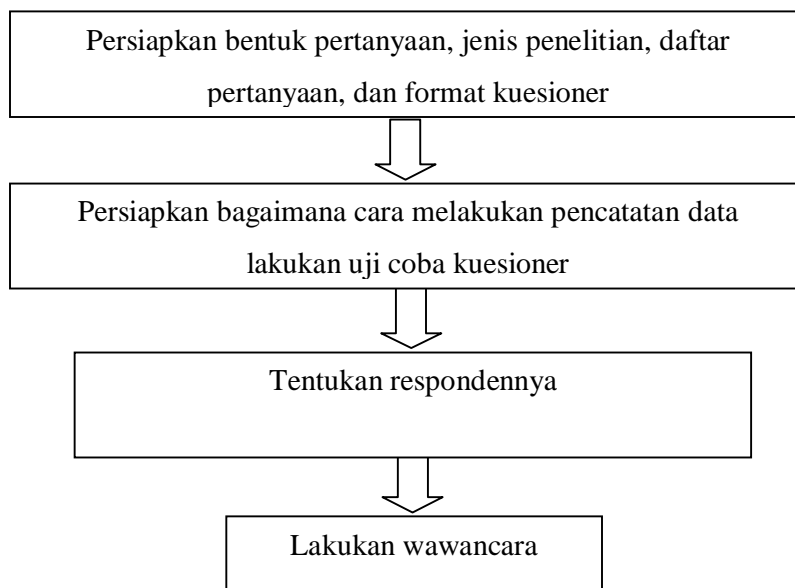 Persiapkan bentuk pertanyaan, jenis penelitian, daftar
pertanyaan, dan format kuesioner
Persiapkan bagaimana cara melakukan pencatatan data
lakukan uji coba kuesioner
Tentukan respondennya
Lakukan wawancara